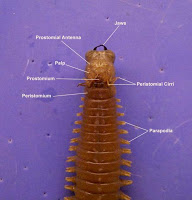 Jaws
Prostomial Antenna
Palp
Prostomium
Peristomial Cirri
Peristomium
Parapodia